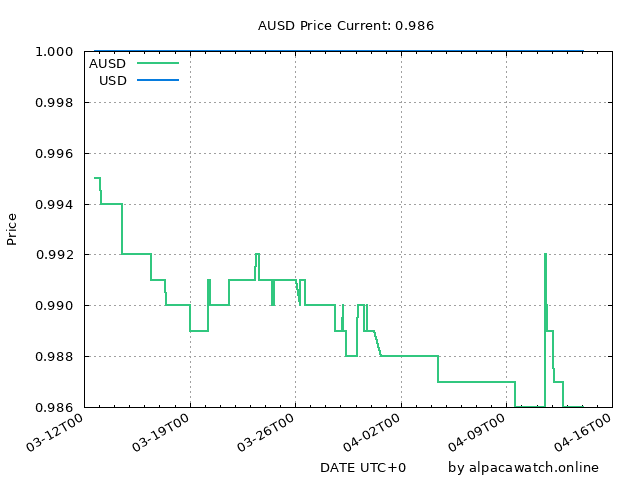 AUSD Price Current: 0.986
1.000
AUSD
USD
0.998
0.996
0.994
Price
0.992
0.990
0.988
0.986
03-12T00 03-19T00 03-26T00 04-02T00 04-09T00 04-16T00
DATE UTC+0 by alpacawatch.online